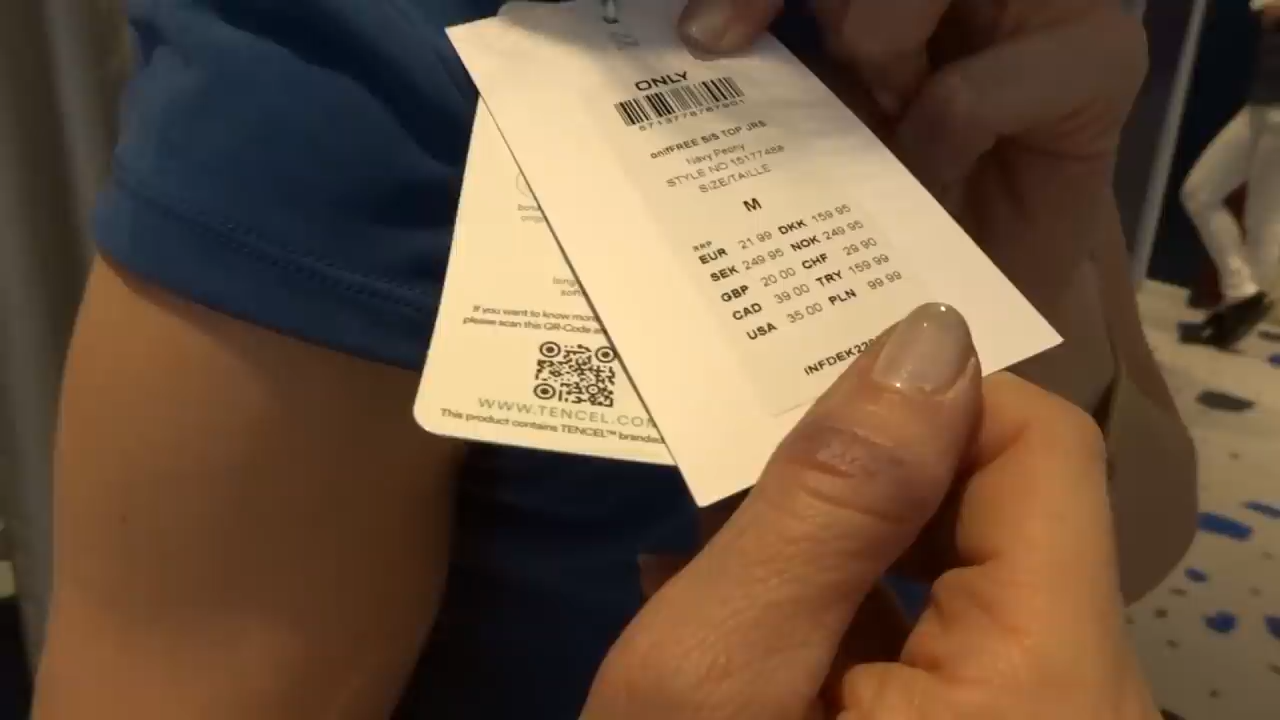 ONLY
onlFREE S/S TOP JRS
Navy Peony
STYLE NO 15177488
SIZE/TAILLE
M
RRP
EUR 21.99 DKK 159.95
SEK 249.95 NOK 249.95
GBP 20.00 CHF 29.90
CAD 39.00 TRY 159.99
USA 35.00 PLN 99.99
If you want to know more
please scan this QR-Code
WWW.TENCEL.COM
This product contains TENCEL™ branded